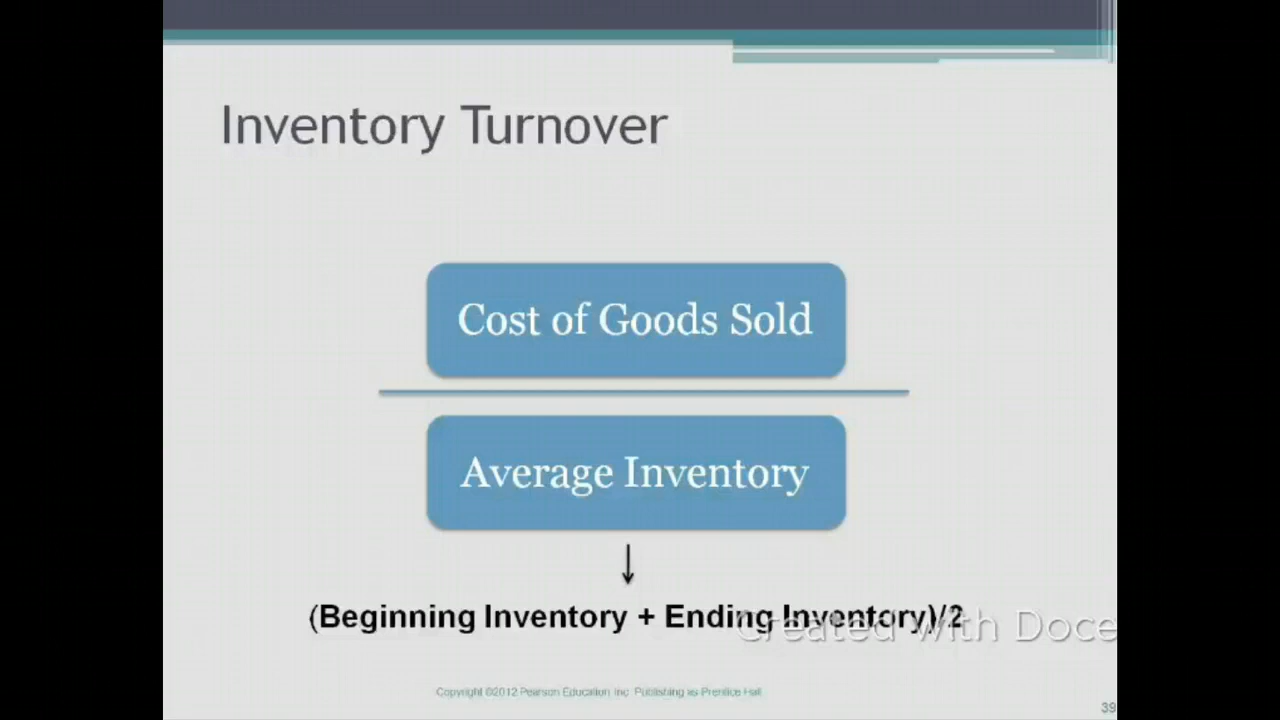 Inventory Turnover
Cost of Goods Sold
Average Inventory
(Beginning Inventory + Ending Inventory)/2
Created with Doce
Copyright ©2012 Pearson Education Inc. Publishing as Prentice Hall
39